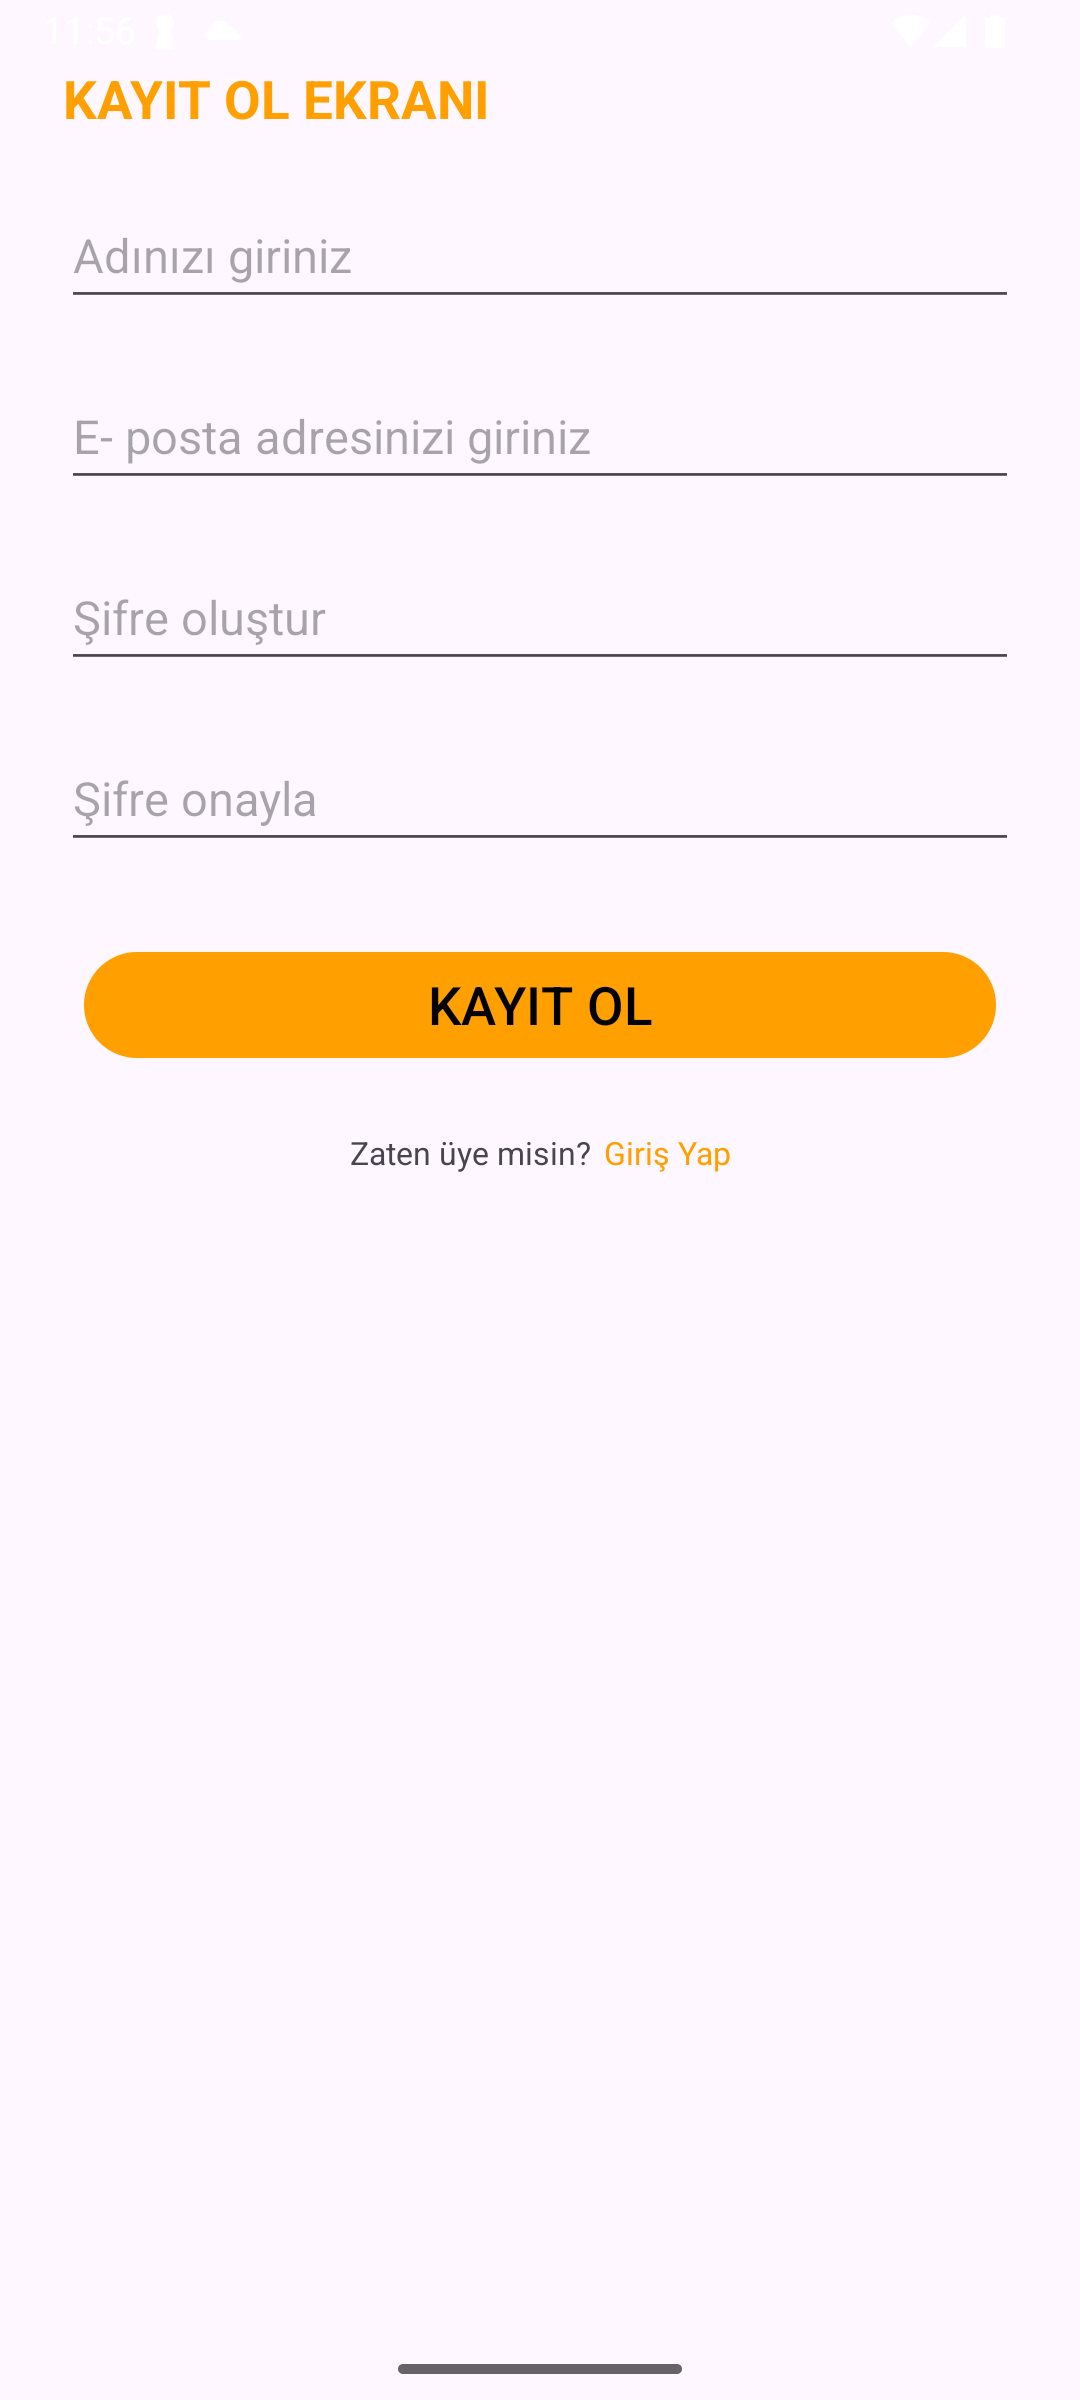 11:56
KAYIT OL EKRANI
Adınızı giriniz
E- posta adresinizi giriniz
Şifre oluştur
Şifre onayla
KAYIT OL
Zaten üye misin? Giriş Yap